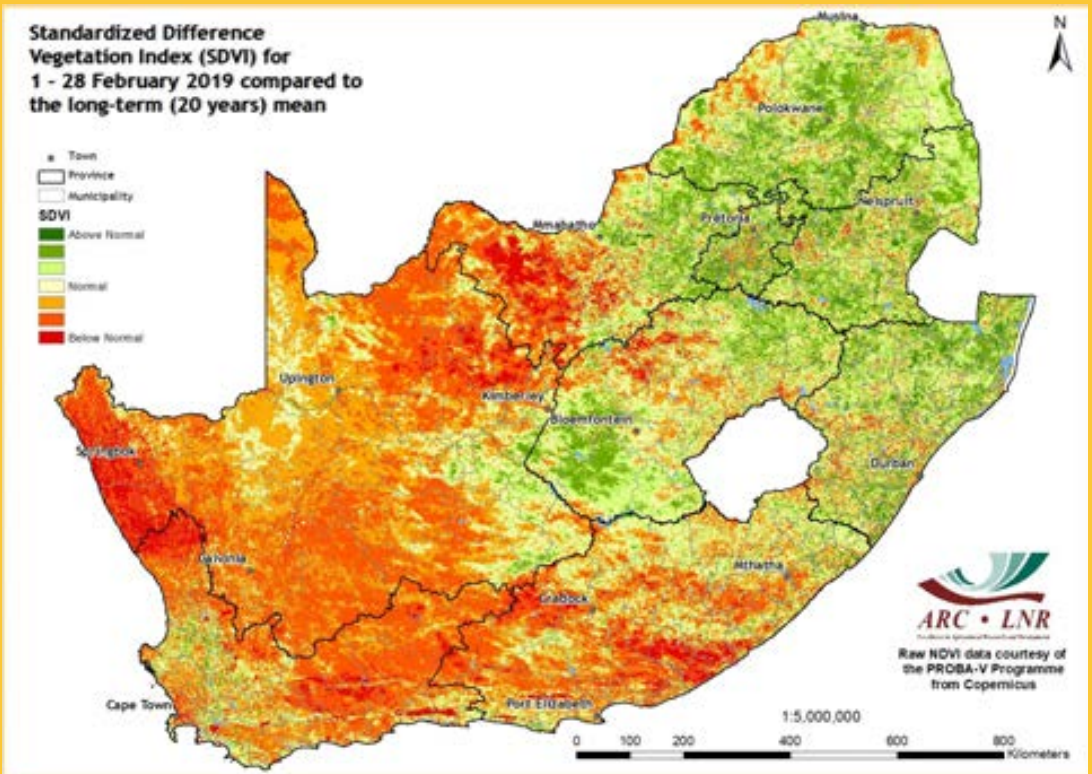 Standardized Difference
Vegetation Index (SDVI) for
1 - 28 February 2019 compared to
the long-term (20 years) mean
Town
Province
Municipality
SDVI
Above Normal
Normal
Below Normal
N
Musina
Polokwane
Nelspruit
Pretoria
Mmabatho
Upington
Kimberley
Bloemfontein
Springbok
Durban
Calvinia
Mthatha
Cradock
Cape Town
Port Elizabeth
ARC • LNR
Raw NDVI data courtesy of
the PROBA-V Programme
from Copernicus
1:5,000,000
0 100 200 400 600 800
Kilometers